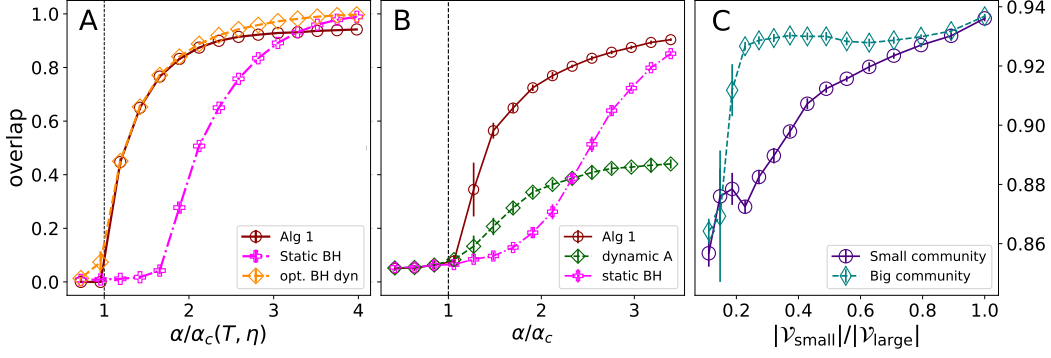 A
B
C
overlap
1.0
0.8
0.6
0.4
0.2
0.0
1
2
3
4
α/α_c(T, η)
Alg 1
Static BH
opt. BH dyn
1
2
3
α/α_c
Alg 1
dynamic A
static BH
0.94
0.92
0.90
0.88
0.86
0.2
0.4
0.6
0.8
1.0
|𝒱_small|/|𝒱_large|
Small community
Big community